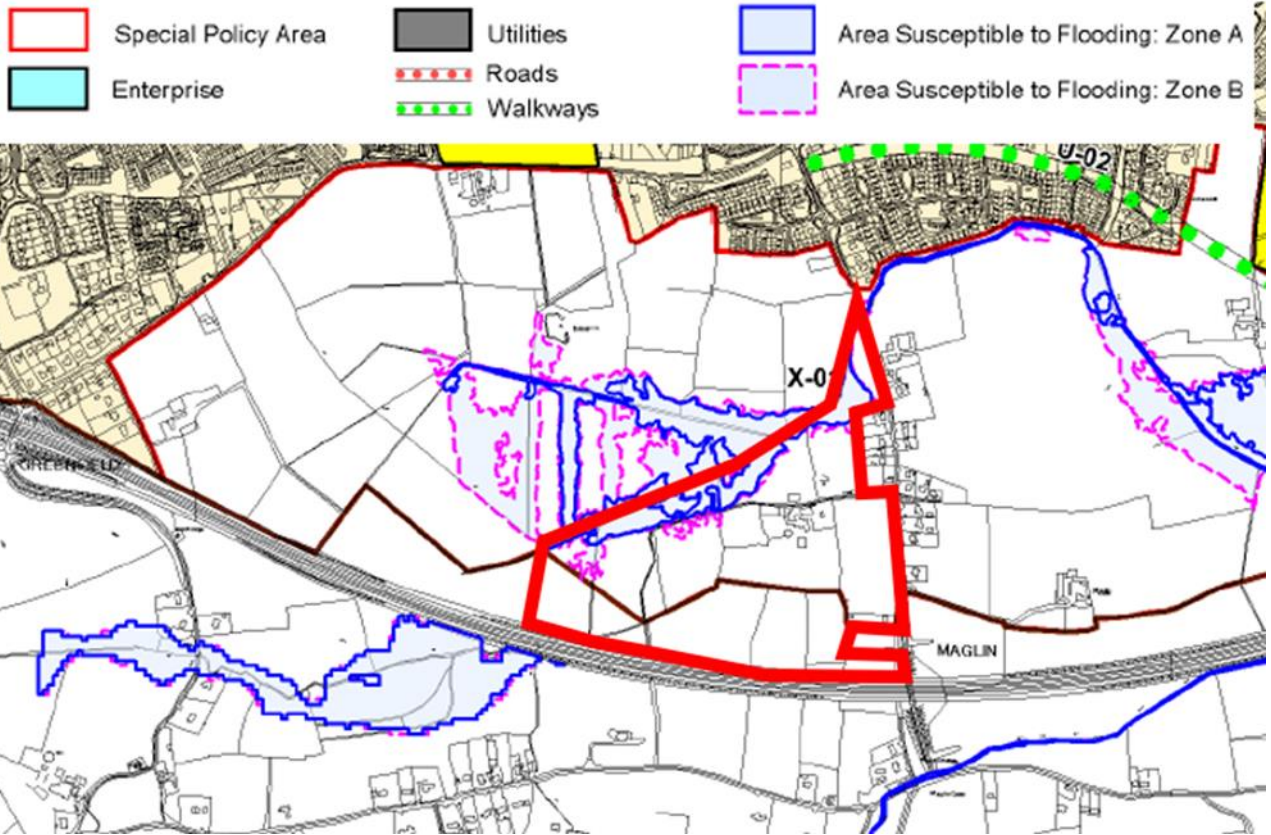 Special Policy Area
Utilities
Area Susceptible to Flooding: Zone A
Enterprise
Roads
Walkways
Area Susceptible to Flooding: Zone B
U-02
X-01
GREENFIELD
MAGLIN